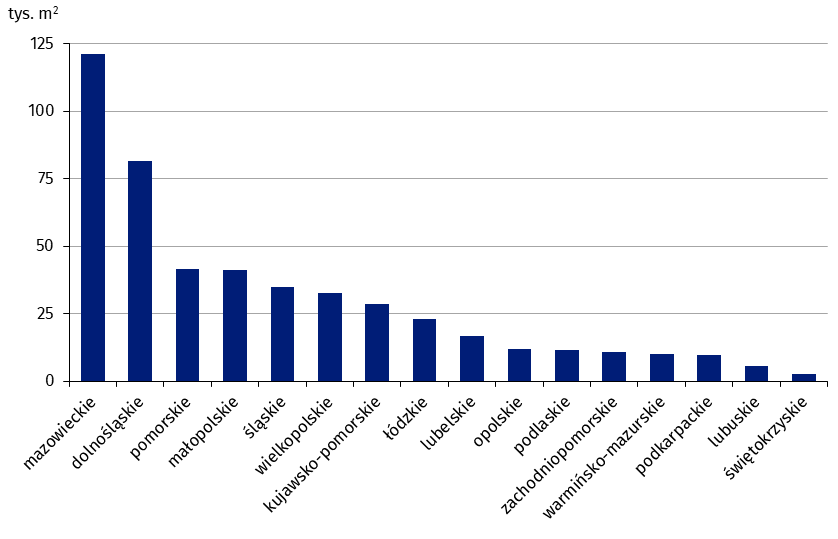 tys. m²
125
100
75
50
25
0
mazowieckie
dolnośląskie
pomorskie
małopolskie
śląskie
wielkopolskie
kujawsko-pomorskie
łódzkie
lubelskie
opolskie
podlaskie
zachodniopomorskie
warmińsko-mazurskie
podkarpackie
lubuskie
świętokrzyskie